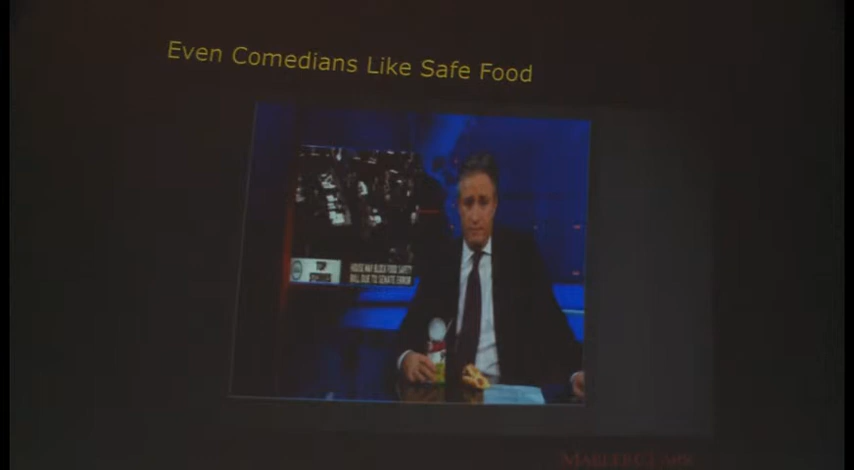 Even Comedians Like Safe Food
HOUSE MAY BLOCK FOOD SAFETY
BILL DUE TO SENATE ERROR